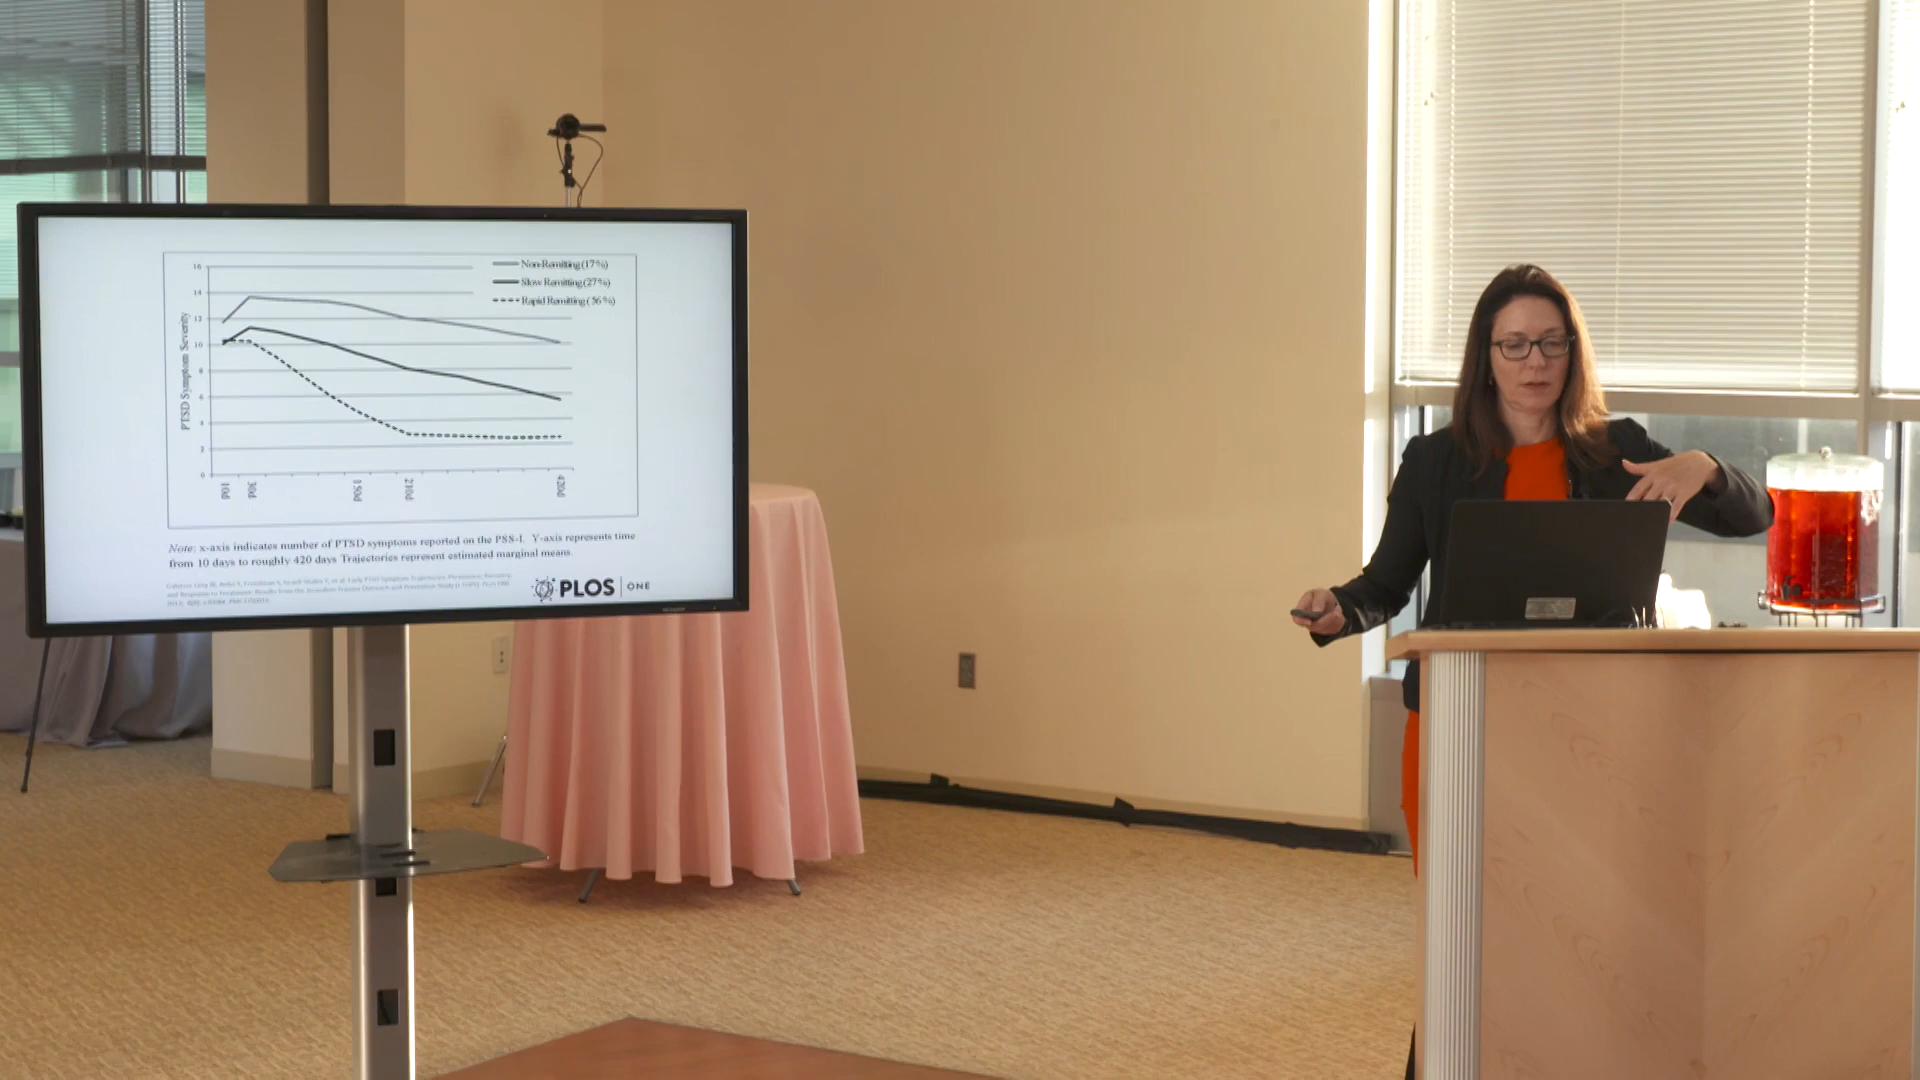 16
14
12
10
8
6
4
2
0
PTSD Symptom Severity
Non-Remitting (17%)
Slow Remitting (27%)
Rapid Remitting (56%)
10d
30d
150d
210d
420d
Note: x-axis indicates number of PTSD symptoms reported on the PSS-I. Y-axis represents time
from 10 days to roughly 420 days Trajectories represent estimated marginal means.
PLOS ONE